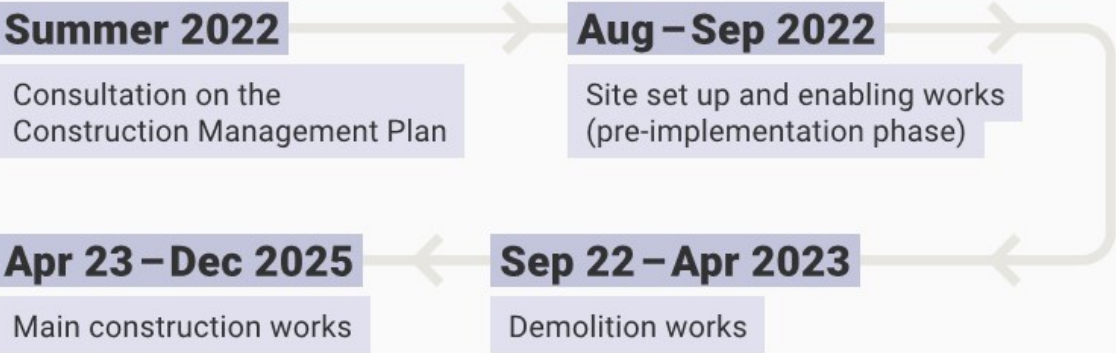 Summer 2022
Consultation on the
Construction Management Plan
Aug – Sep 2022
Site set up and enabling works
(pre-implementation phase)
Sep 22 – Apr 2023
Demolition works
Apr 23 – Dec 2025
Main construction works